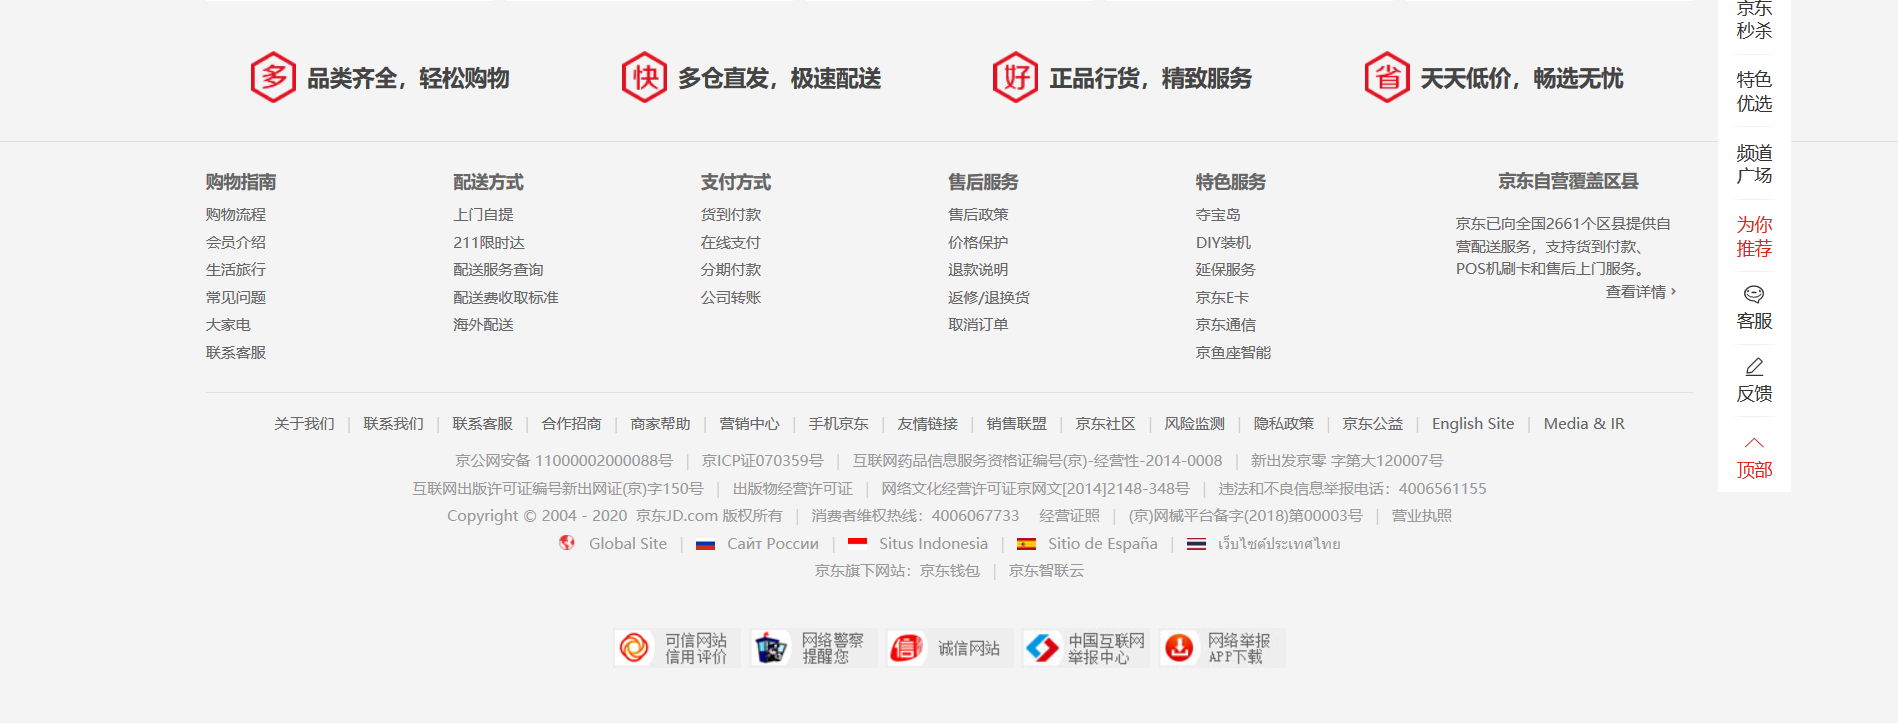 多 品类齐全，轻松购物 快 多仓直发，极速配送 好 正品行货，精致服务 省 天天低价，畅选无忧
购物指南
购物流程
会员介绍
生活旅行
常见问题
大家电
联系客服
配送方式
上门自提
211限时达
配送服务查询
配送费收取标准
海外配送
支付方式
货到付款
在线支付
分期付款
公司转账
售后服务
售后政策
价格保护
退款说明
返修/退换货
取消订单
特色服务
夺宝岛
DIY装机
延保服务
京东E卡
京东通信
京鱼座智能
京东自营覆盖区县
京东已向全国2661个区县提供自
营配送服务，支持货到付款、
POS机刷卡和售后上门服务。
查看详情 ›
关于我们 | 联系我们 | 联系客服 | 合作招商 | 商家帮助 | 营销中心 | 手机京东 | 友情链接 | 销售联盟 | 京东社区 | 风险监测 | 隐私政策 | 京东公益 | English Site | Media & IR
京公网安备 11000002000088号 | 京ICP证070359号 | 互联网药品信息服务资格证编号(京)-经营性-2014-0008 | 新出发京零 字第大120007号
互联网出版许可证编号新出网证(京)字150号 | 出版物经营许可证 | 网络文化经营许可证京网文[2014]2148-348号 | 违法和不良信息举报电话：4006561155
Copyright © 2004 - 2020 京东JD.com 版权所有 | 消费者维权热线：4006067733 经营证照 | (京)网械平台备字(2018)第00003号 | 营业执照
Global Site | Сайт России | Situs Indonesia | Sitio de España | เว็บไซต์ประเทศไทย
京东旗下网站：京东钱包 | 京东智联云
可信网站
信用评价
网络警察
提醒您
信 诚信网站
中国互联网
举报中心
网络举报
APP下载
京东
秒杀
特色
优选
频道
广场
为你
推荐
客服
反馈
顶部